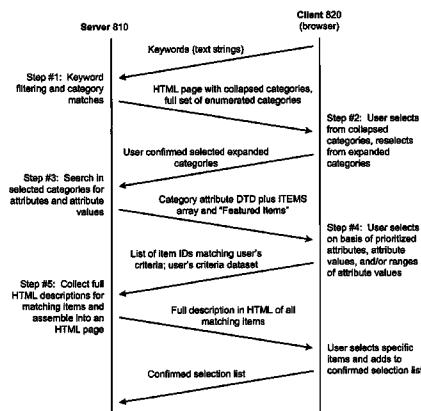 Server 810
Client 820
(browser)
Keywords (text strings)
Step #1: Keyword
filtering and category
matches
HTML page with collapsed categories,
full set of enumerated categories
Step #2: User selects
from collapsed
categories, reselects
from expanded
categories
User confirmed selected expanded
categories
Step #3: Search in
selected categories for
attributes and attribute
values
Category attribute DTD plus ITEMS
array and "Featured Items"
Step #4: User selects
on basis of prioritized
attributes, attribute
values, and/or ranges
of attribute values
List of item IDs matching user's
criteria; user's criteria dataset
Step #5: Collect full
HTML descriptions for
matching items and
assemble into an
HTML page
Full description in HTML of all
matching items
User selects specific
items and adds to
confirmed selection list
Confirmed selection list